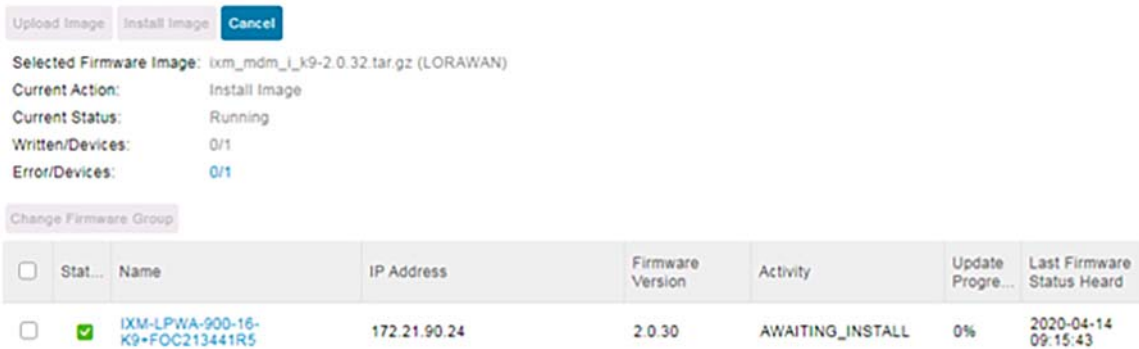 Upload Image Install Image Cancel
Selected Firmware Image: ixm_mdm_i_k9-2.0.32.tar.gz (LORAWAN)
Current Action: Install Image
Current Status: Running
Written/Devices: 0/1
Error/Devices: 0/1
Change Firmware Group
Stat... Name IP Address Firmware Version Activity Update Progre... Last Firmware Status Heard
IXM-LPWA-900-16-K9+FOC213441R5 172.21.90.24 2.0.30 AWAITING_INSTALL 0% 2020-04-14 09:15:43